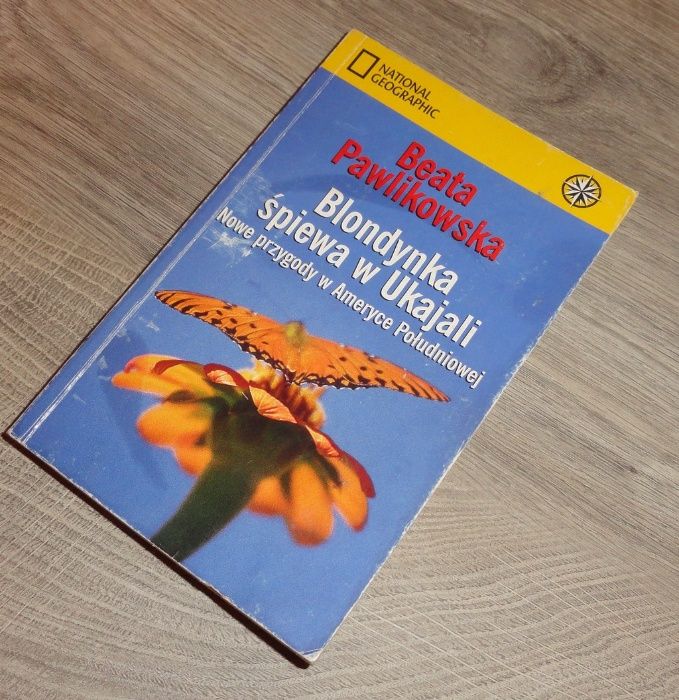 NATIONAL
GEOGRAPHIC
Beata
Pawlikowska
Blondynka
śpiewa w Ukajali
Nowe przygody w Ameryce Południowej